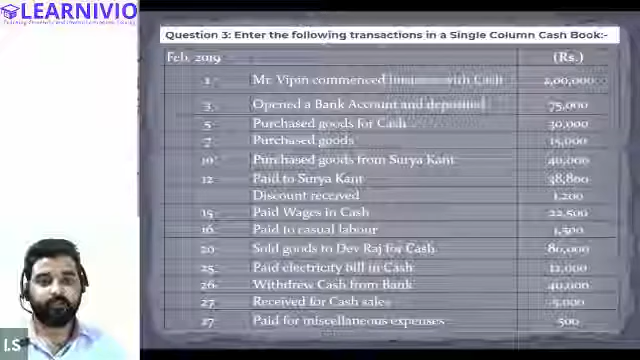 LEARNIVIO
Question 3: Enter the following transactions in a Single Column Cash Book:-
Feb. 2019 (Rs.)
1 Mr. Vipin commenced business with Cash 2,00,000
3 Opened a Bank Account and deposited 75,000
5 Purchased goods for Cash 30,000
7 Purchased goods 15,000
10 Purchased goods from Surya Kant 40,000
12 Paid to Surya Kant 38,800
Discount received 1,200
15 Paid Wages in Cash 22,500
16 Paid to casual labour 1,500
20 Sold goods to Dev Raj for Cash 80,000
25 Paid electricity bill in Cash 12,000
26 Withdrew Cash from Bank 40,000
27 Received for Cash sales 5,000
27 Paid for miscellaneous expenses 500
I.S